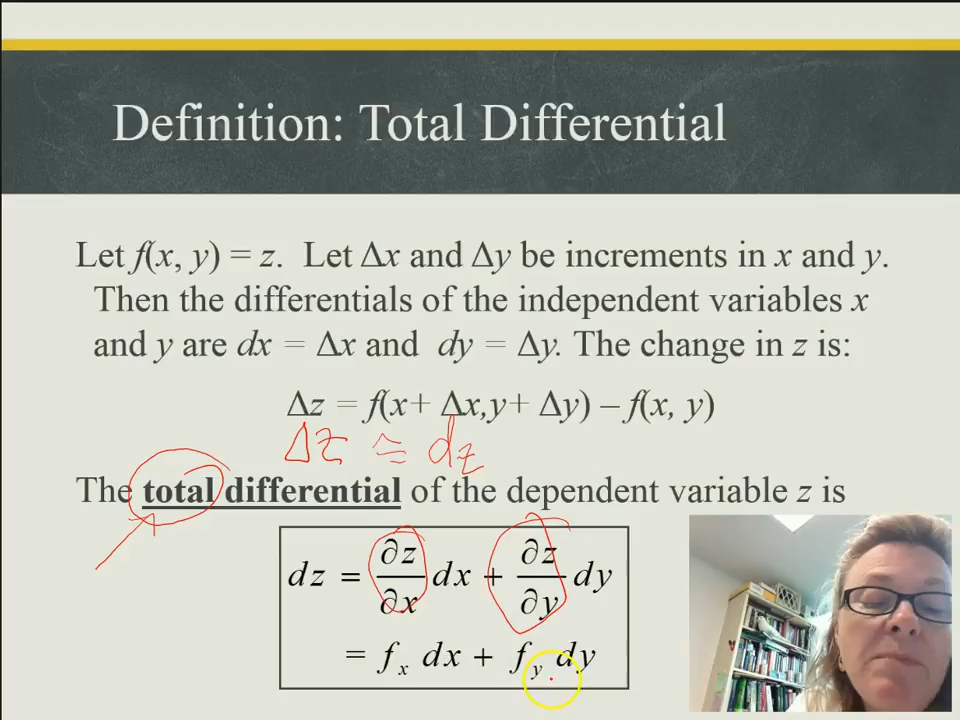 Definition: Total Differential
Let f(x, y) = z. Let Δx and Δy be increments in x and y.
Then the differentials of the independent variables x
and y are dx = Δx and dy = Δy. The change in z is:
Δz = f(x+ Δx,y+ Δy) – f(x, y)
Δz ≈ dz
The total differential of the dependent variable z is
dz = ∂z/∂x dx + ∂z/∂y dy
= fₓ dx + f_y dy